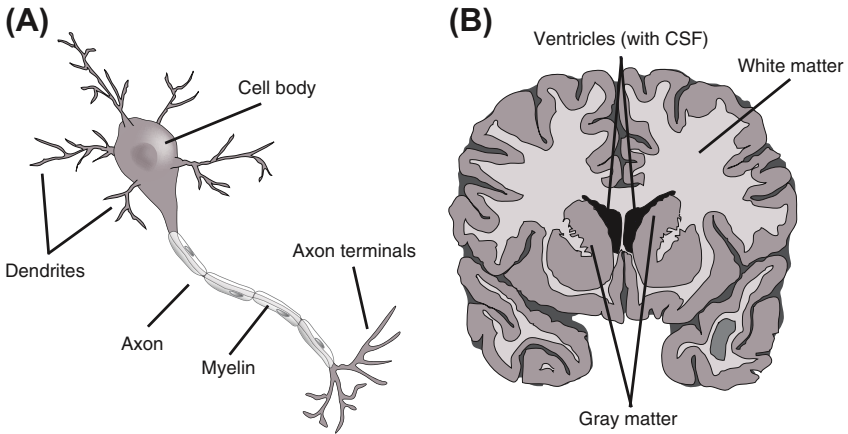 (A)
Cell body
Dendrites
Axon terminals
Axon
Myelin
(B)
Ventricles (with CSF)
White matter
Gray matter